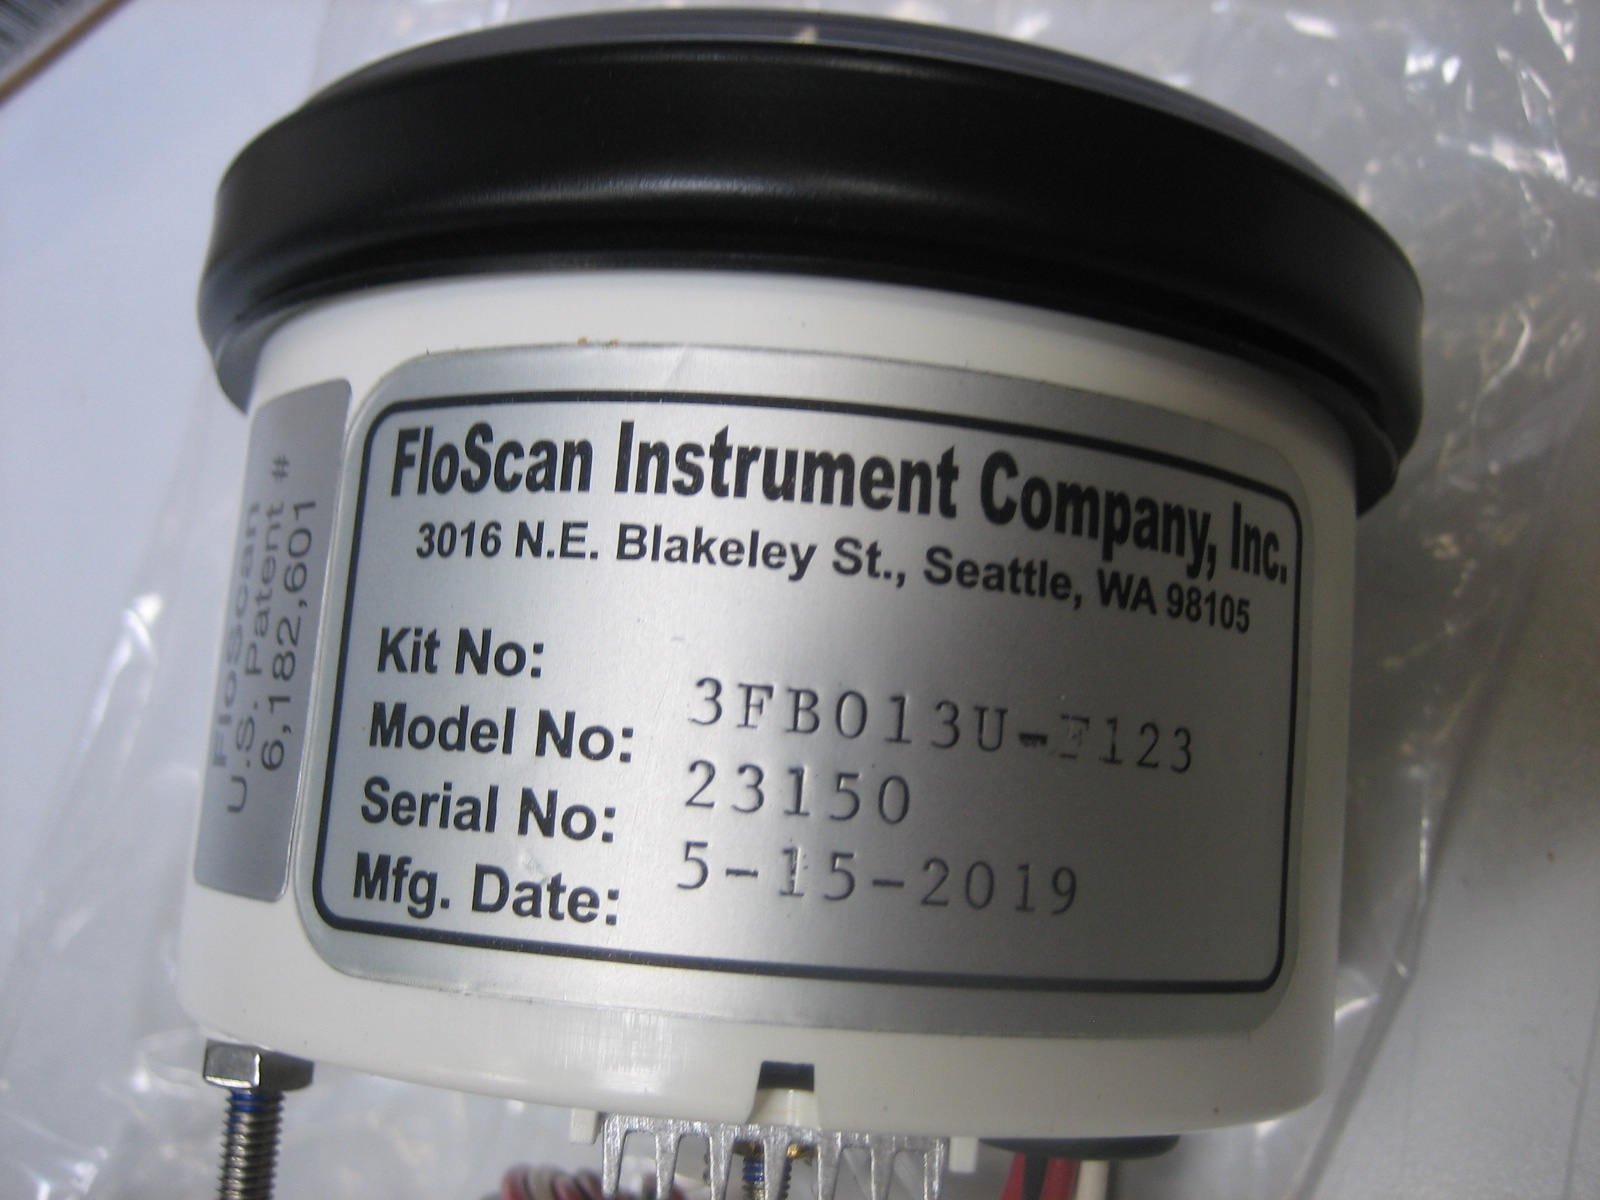 FloScan Instrument Company, Inc.
3016 N.E. Blakeley St., Seattle, WA 98105
Kit No:
Model No: 3FB013U-F123
Serial No: 23150
Mfg. Date: 5-15-2019
FloScan
U.S. Patent #
6,182,601